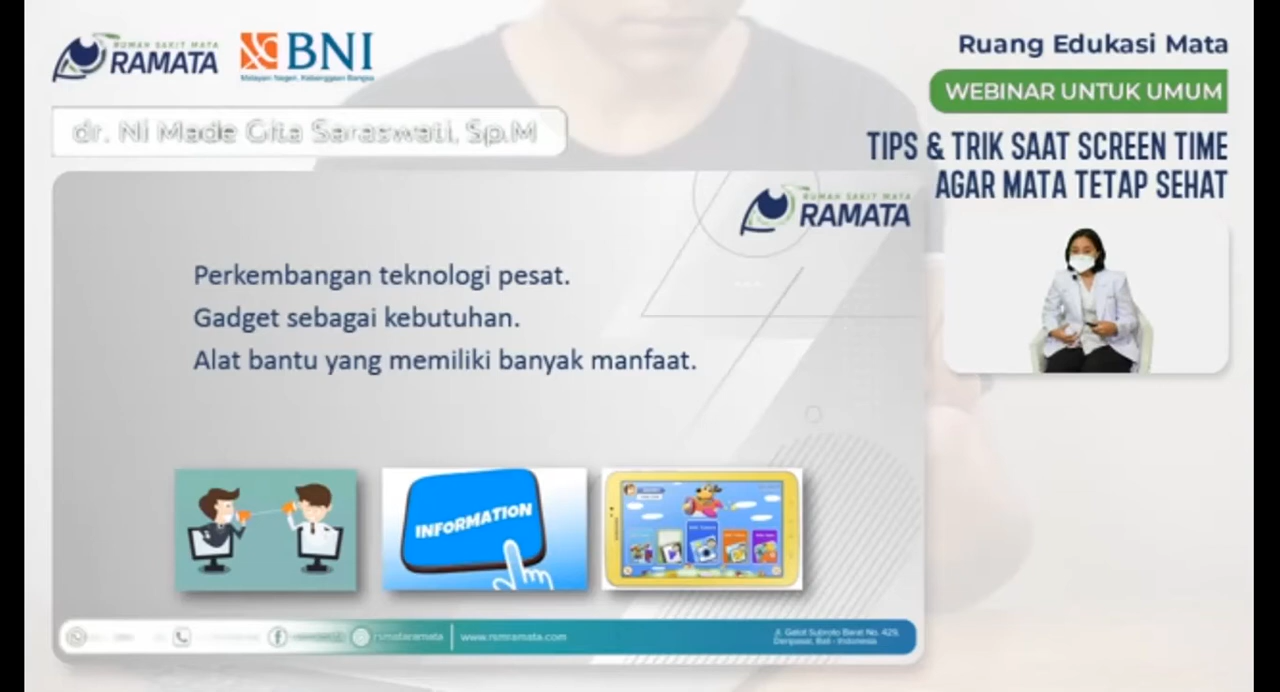 RUMAH SAKIT MATA
RAMATA
BNI
Melayani Negeri, Kebanggaan Bangsa
dr. Ni Made Gita Saraswati, Sp.M
Ruang Edukasi Mata
WEBINAR UNTUK UMUM
TIPS & TRIK SAAT SCREEN TIME
AGAR MATA TETAP SEHAT
RUMAH SAKIT MATA
RAMATA
Perkembangan teknologi pesat.
Gadget sebagai kebutuhan.
Alat bantu yang memiliki banyak manfaat.
INFORMATION
rsmataramata
www.rsmramata.com
Jl. Gatot Subroto Barat No. 429,
Denpasar, Bali - Indonesia